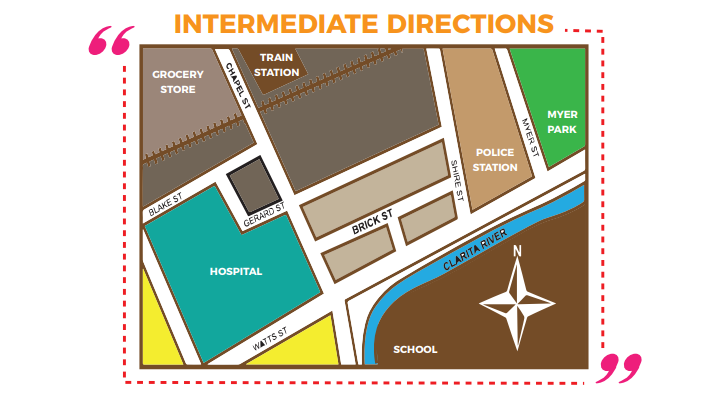 INTERMEDIATE DIRECTIONS
GROCERY
STORE
CHAPEL ST
TRAIN
STATION
MYER
PARK
MYER ST
POLICE
STATION
SHIRE ST
BLAKE ST
GERARD ST
BRICK ST
HOSPITAL
CLARITA RIVER
N
WATTS ST
SCHOOL